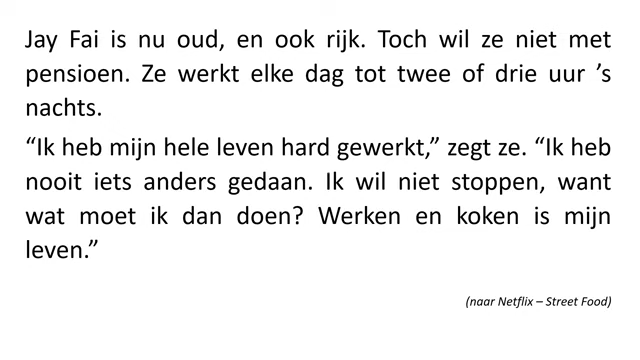 Jay Fai is nu oud, en ook rijk. Toch wil ze niet met
pensioen. Ze werkt elke dag tot twee of drie uur ’s
nachts.
“Ik heb mijn hele leven hard gewerkt,” zegt ze. “Ik heb
nooit iets anders gedaan. Ik wil niet stoppen, want
wat moet ik dan doen? Werken en koken is mijn
leven.”
(naar Netflix – Street Food)